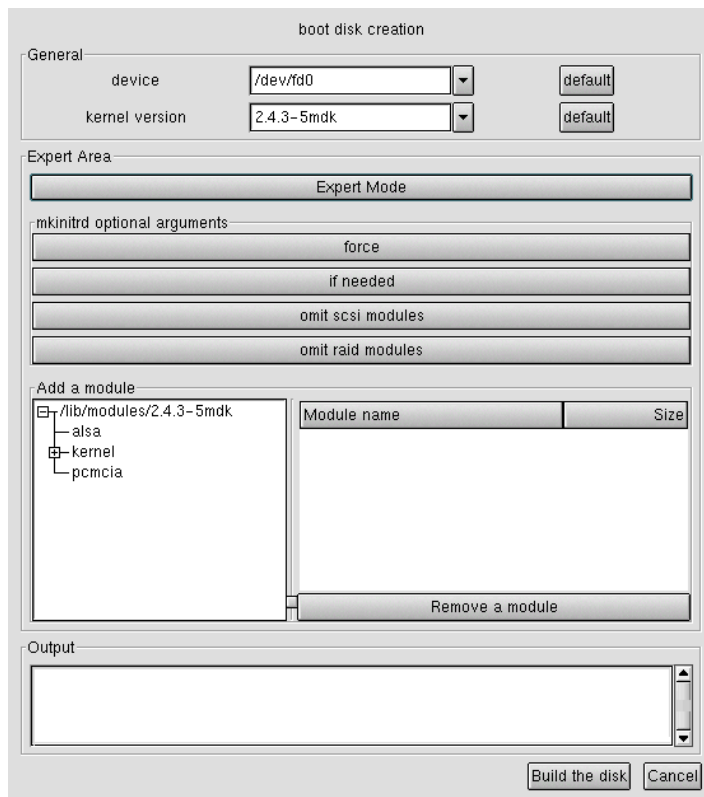 boot disk creation
General
device /dev/fd0 default
kernel version 2.4.3-5mdk default
Expert Area
Expert Mode
mkinitrd optional arguments
force
if needed
omit scsi modules
omit raid modules
Add a module
/lib/modules/2.4.3-5mdk
alsa
kernel
pcmcia
Module name Size
Remove a module
Output
Build the disk Cancel